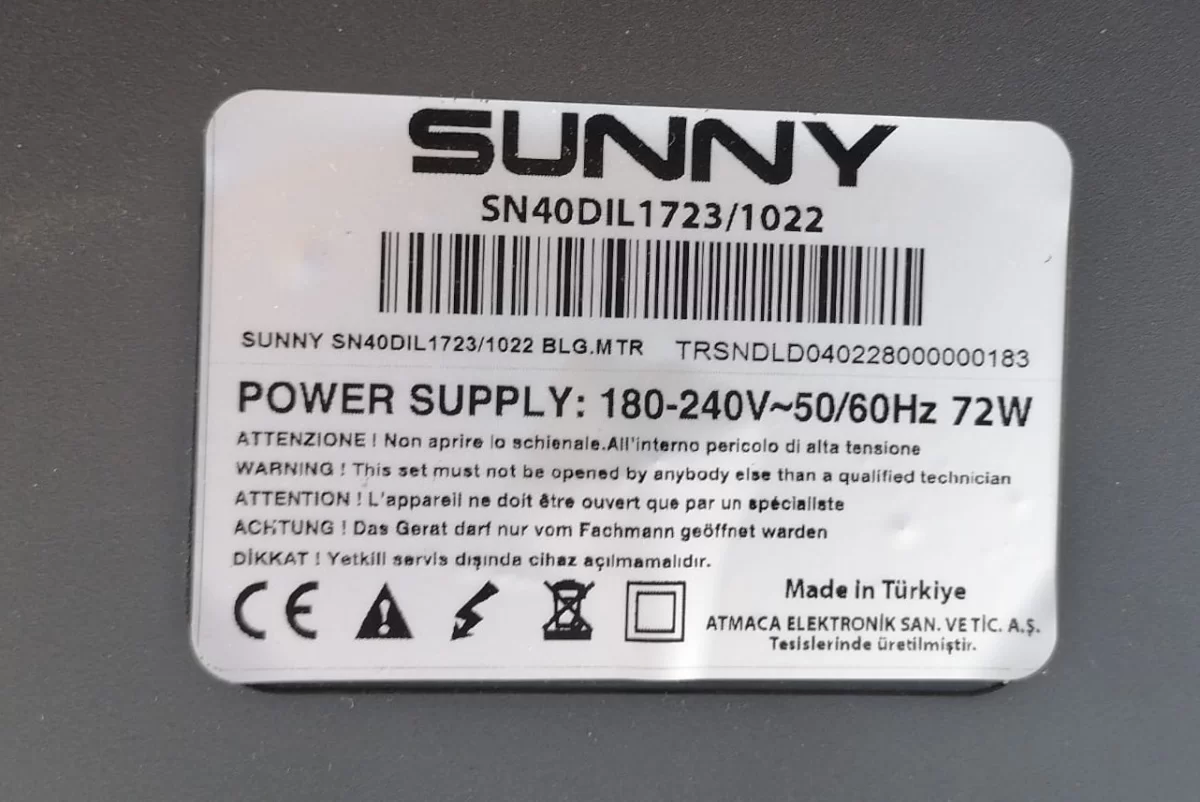 SUNNY
SN40DIL1723/1022
SUNNY SN40DIL1723/1022 BLG.MTR TRSNDLD040228000000183
POWER SUPPLY: 180-240V~50/60Hz 72W
ATTENZIONE ! Non aprire lo schienale.All'interno pericolo di alta tensione
WARNING ! This set must not be opened by anybody else than a qualified technician
ATTENTION ! L'appareil ne doit être ouvert que par un spécialiste
ACHTUNG ! Das Gerat darf nur vom Fachmann geöffnet warden
DİKKAT ! Yetkili servis dışında cihaz açılmamalıdır.
CE
Made in Türkiye
ATMACA ELEKTRONİK SAN. VE TİC. A.Ş.
Tesislerinde üretilmiştir.